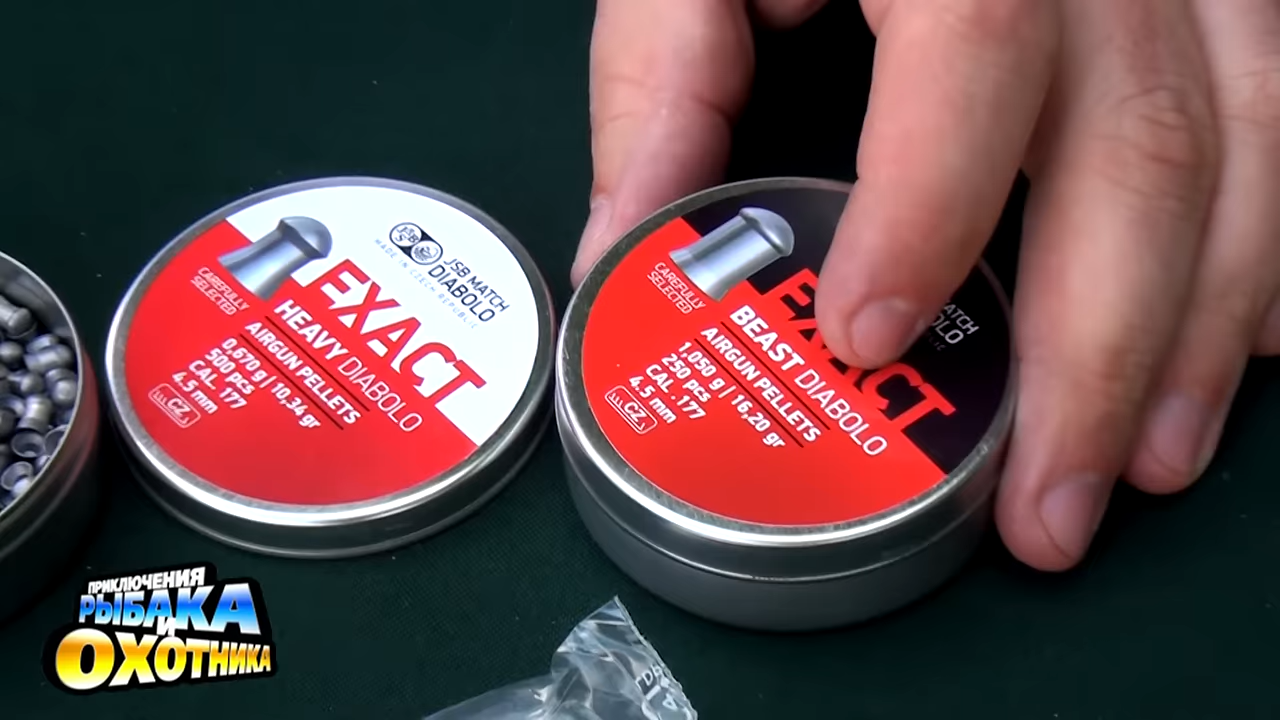 JSB MATCH
DIABOLO
MADE IN CZECH REPUBLIC
CAREFULLY
SELECTED
EXACT
HEAVY DIABOLO
AIRGUN PELLETS
0,670 g | 10,34 gr
500 pcs
CAL .177
4.5 mm
CZ
CAREFULLY
SELECTED
EXACT
BEAST DIABOLO
AIRGUN PELLETS
1,050 g | 16,20 gr
250 pcs
CAL .177
4.5 mm
CZ
ПРИКЛЮЧЕНИЯ
РЫБАКА
И
ОХОТНИКА